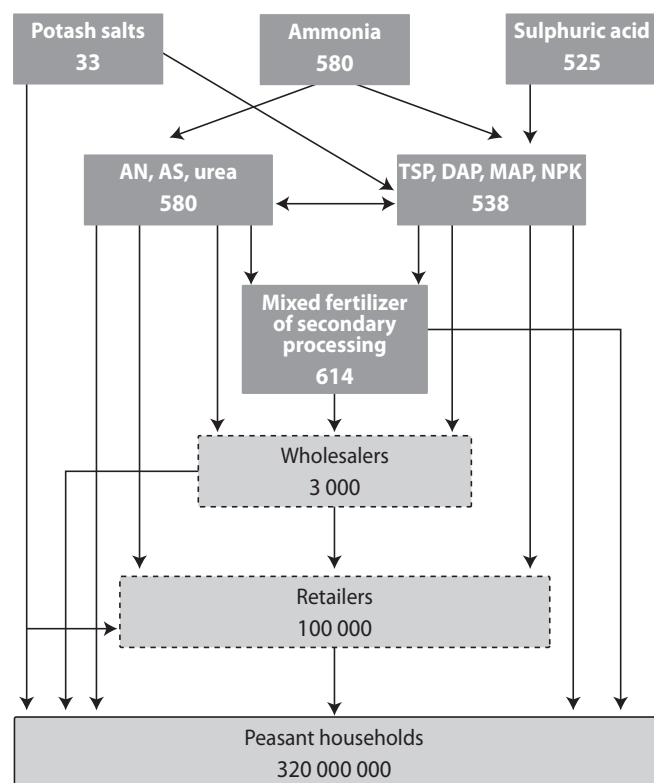 Potash salts
33
Ammonia
580
Sulphuric acid
525
AN, AS, urea
580
TSP, DAP, MAP, NPK
538
Mixed fertilizer
of secondary
processing
614
Wholesalers
3 000
Retailers
100 000
Peasant households
320 000 000